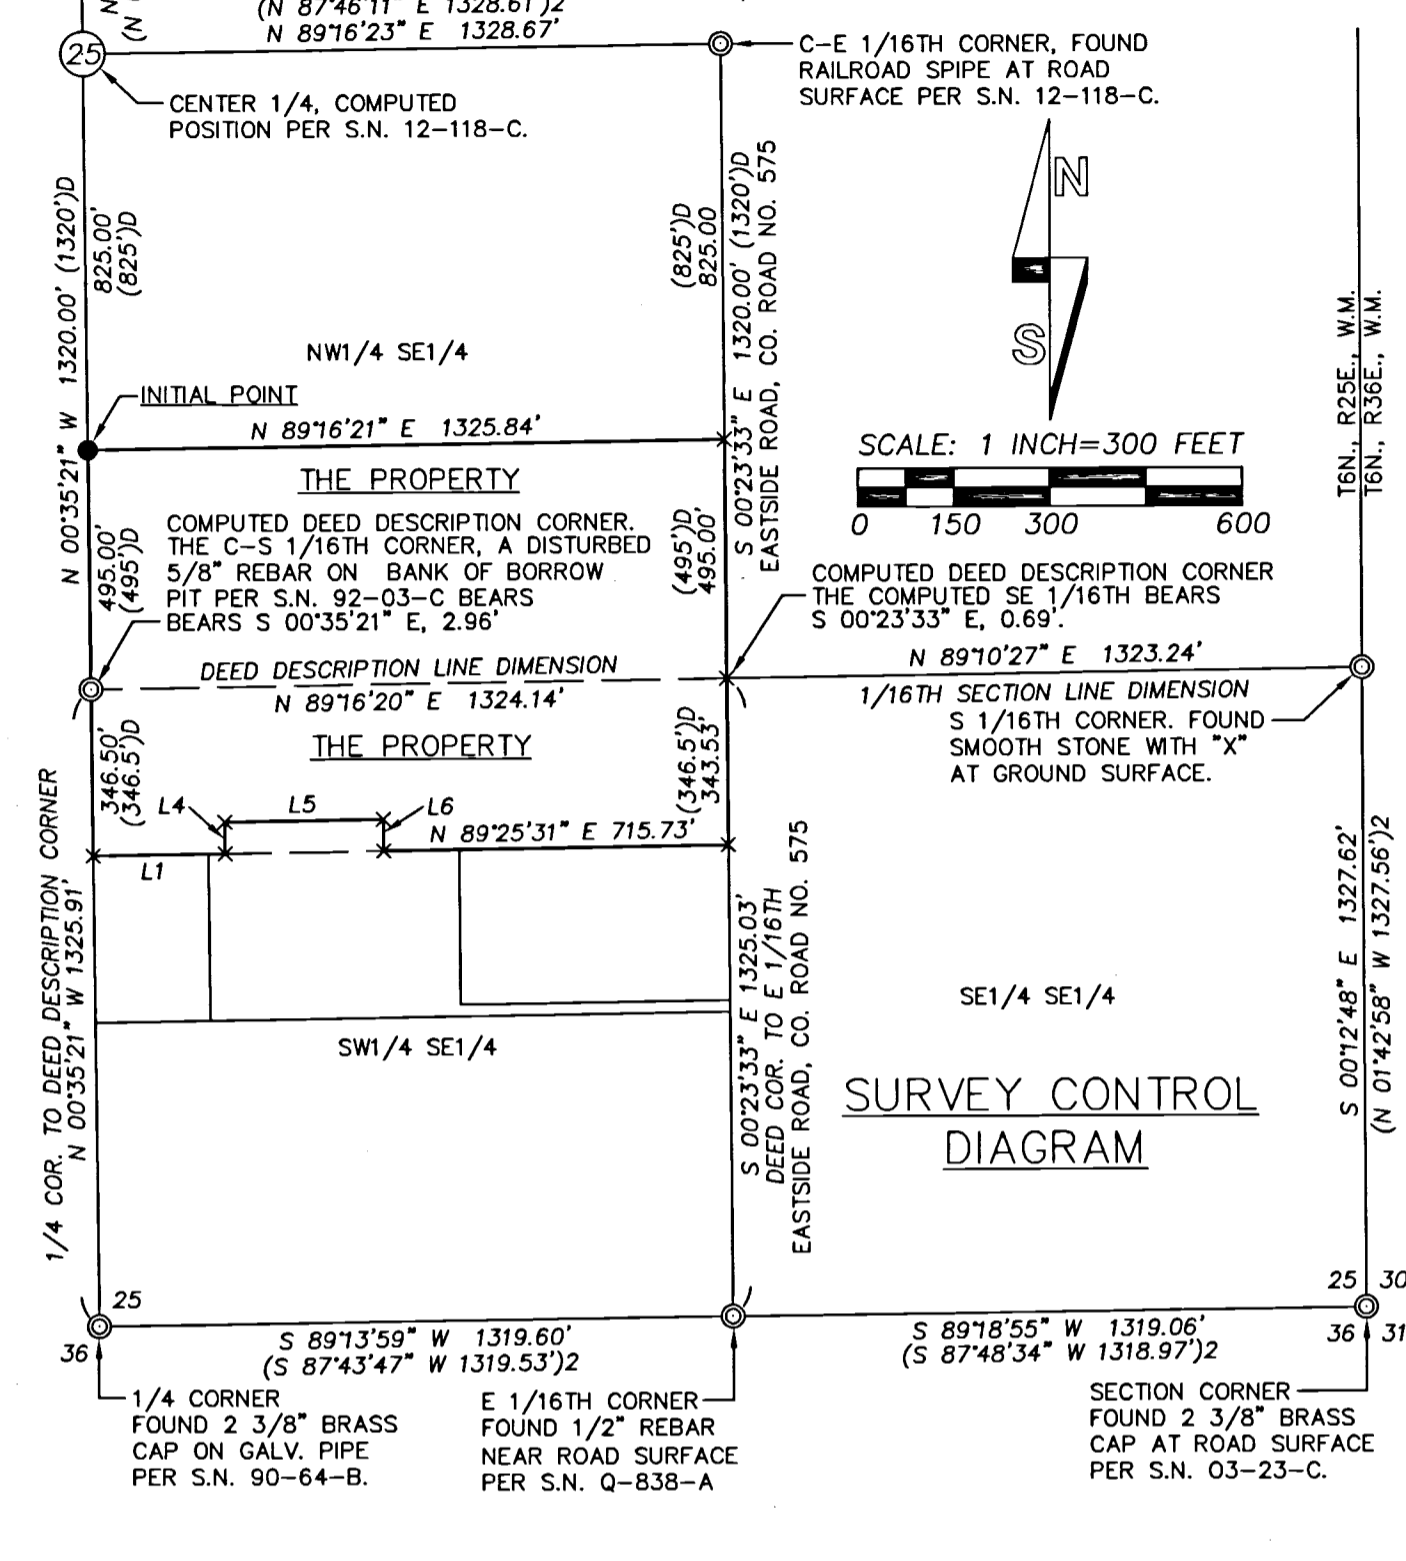 (N 87°46'11" E 1328.61')2
N 89°16'23" E 1328.67'
25
CENTER 1/4, COMPUTED
POSITION PER S.N. 12-118-C.
C-E 1/16TH CORNER, FOUND
RAILROAD SPIPE AT ROAD
SURFACE PER S.N. 12-118-C.
N
S
N 00°35'21" W 1320.00' (1320')D
825.00'
(825')D
(825')D
825.00
S 00°23'33" E 1320.00' (1320')D
EASTSIDE ROAD, CO. ROAD NO. 575
T6N., R25E., W.M.
T6N., R36E., W.M.
NW1/4 SE1/4
INITIAL POINT
N 89°16'21" E 1325.84'
THE PROPERTY
SCALE: 1 INCH=300 FEET
0 150 300 600
COMPUTED DEED DESCRIPTION CORNER.
THE C-S 1/16TH CORNER, A DISTURBED
5/8" REBAR ON BANK OF BORROW
PIT PER S.N. 92-03-C BEARS
BEARS S 00°35'21" E, 2.96'
495.00'
(495')D
(495')D
495.00'
COMPUTED DEED DESCRIPTION CORNER
THE COMPUTED SE 1/16TH BEARS
S 00°23'33" E, 0.69'.
DEED DESCRIPTION LINE DIMENSION
N 89°16'20" E 1324.14'
N 89°10'27" E 1323.24'
1/16TH SECTION LINE DIMENSION
S 1/16TH CORNER. FOUND
SMOOTH STONE WITH "X"
AT GROUND SURFACE.
THE PROPERTY
346.50'
(346.5')D
(346.5')D
343.53'
L4
L5
L6
N 89°25'31" E 715.73'
L1
1/4 COR. TO DEED DESCRIPTION CORNER
N 00°35'21" W 1325.91'
S 00°23'33" E 1325.03'
DEED COR. TO E 1/16TH
EASTSIDE ROAD, CO. ROAD NO. 575
S 00°12'48" E 1327.62'
(N 01°42'58" W 1327.56')2
SE1/4 SE1/4
SW1/4 SE1/4
SURVEY CONTROL
DIAGRAM
25
36
25 30
36 31
S 89°13'59" W 1319.60'
(S 87°43'47" W 1319.53')2
S 89°18'55" W 1319.06'
(S 87°48'34" W 1318.97')2
1/4 CORNER
FOUND 2 3/8" BRASS
CAP ON GALV. PIPE
PER S.N. 90-64-B.
E 1/16TH CORNER
FOUND 1/2" REBAR
NEAR ROAD SURFACE
PER S.N. Q-838-A
SECTION CORNER
FOUND 2 3/8" BRASS
CAP AT ROAD SURFACE
PER S.N. 03-23-C.